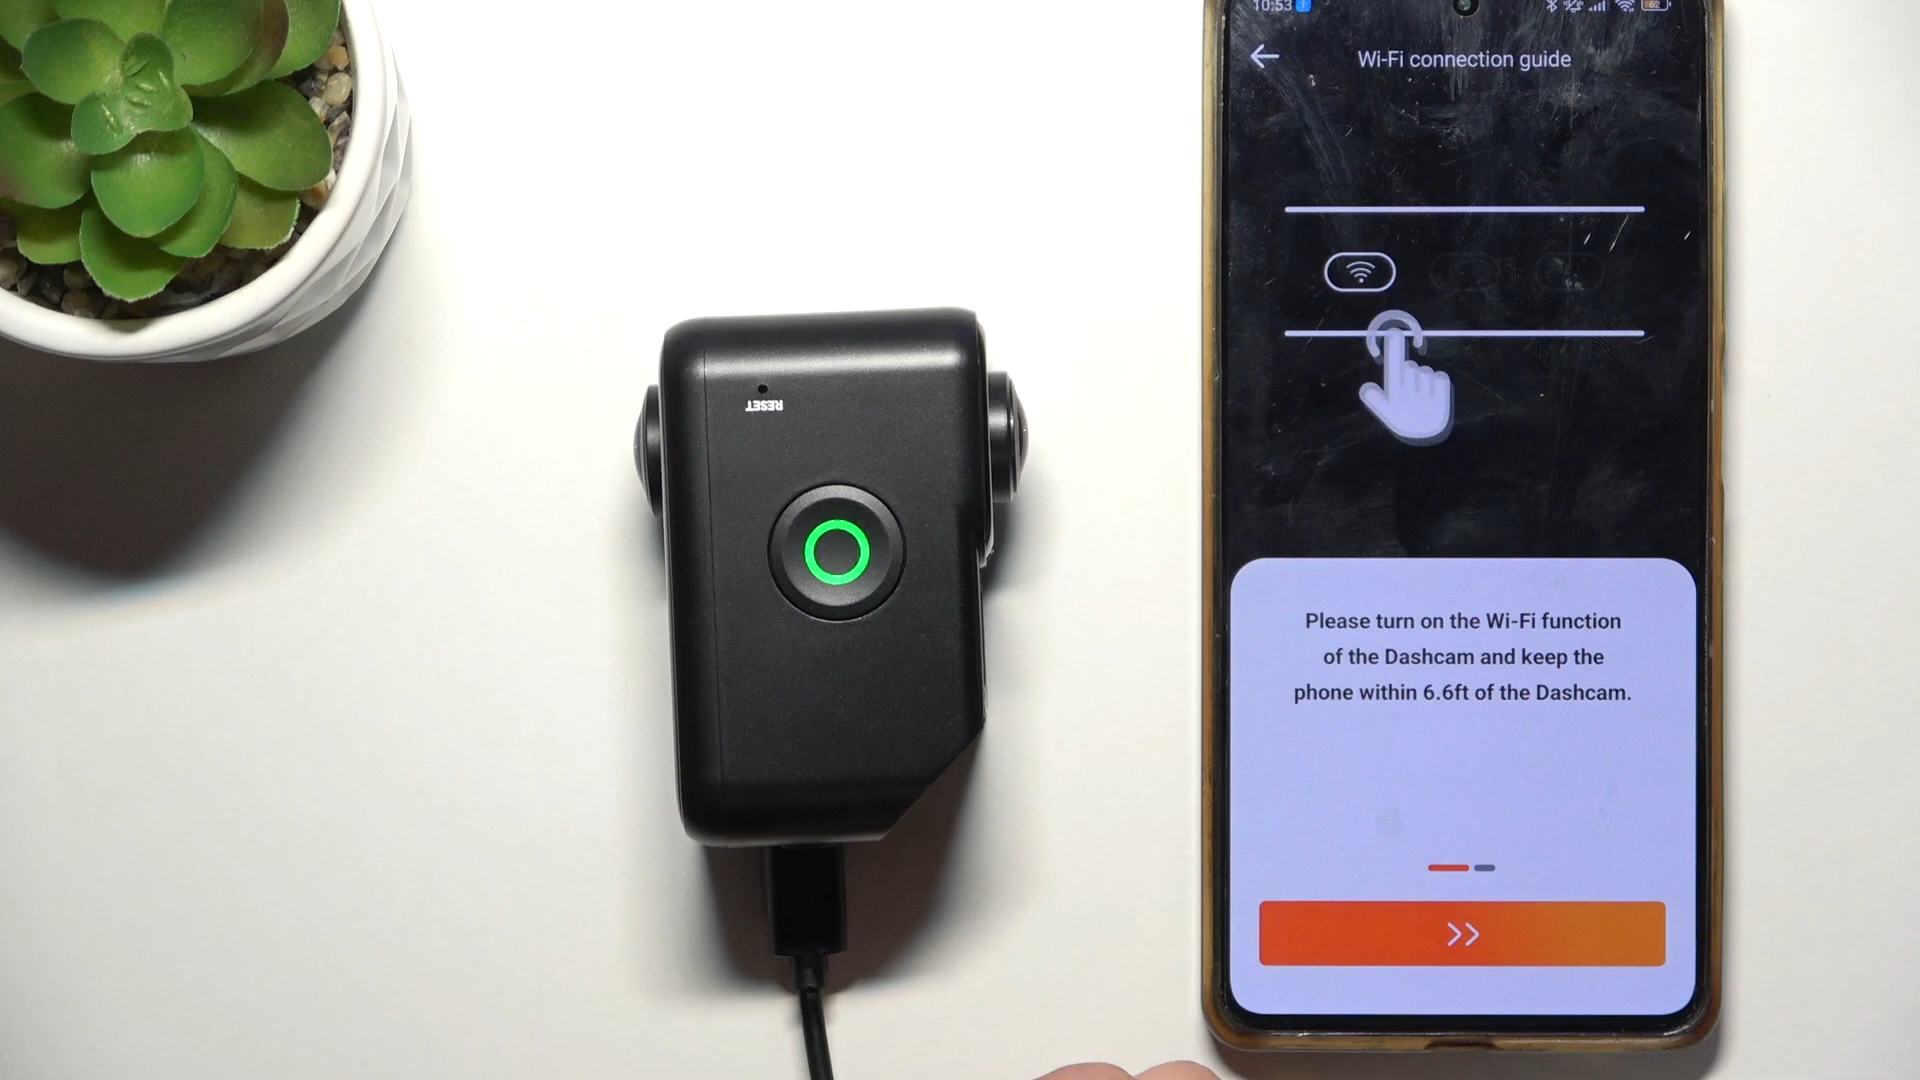 10:53
62
Wi-Fi connection guide
RESET
Please turn on the Wi-Fi function
of the Dashcam and keep the
phone within 6.6ft of the Dashcam.